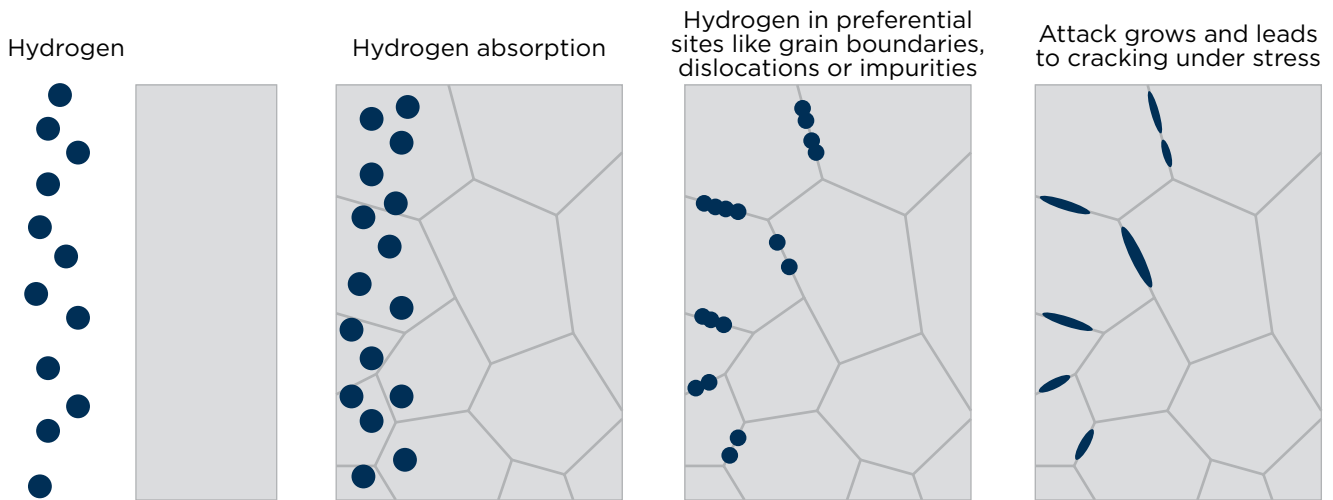 Hydrogen
Hydrogen absorption
Hydrogen in preferential
sites like grain boundaries,
dislocations or impurities
Attack grows and leads
to cracking under stress